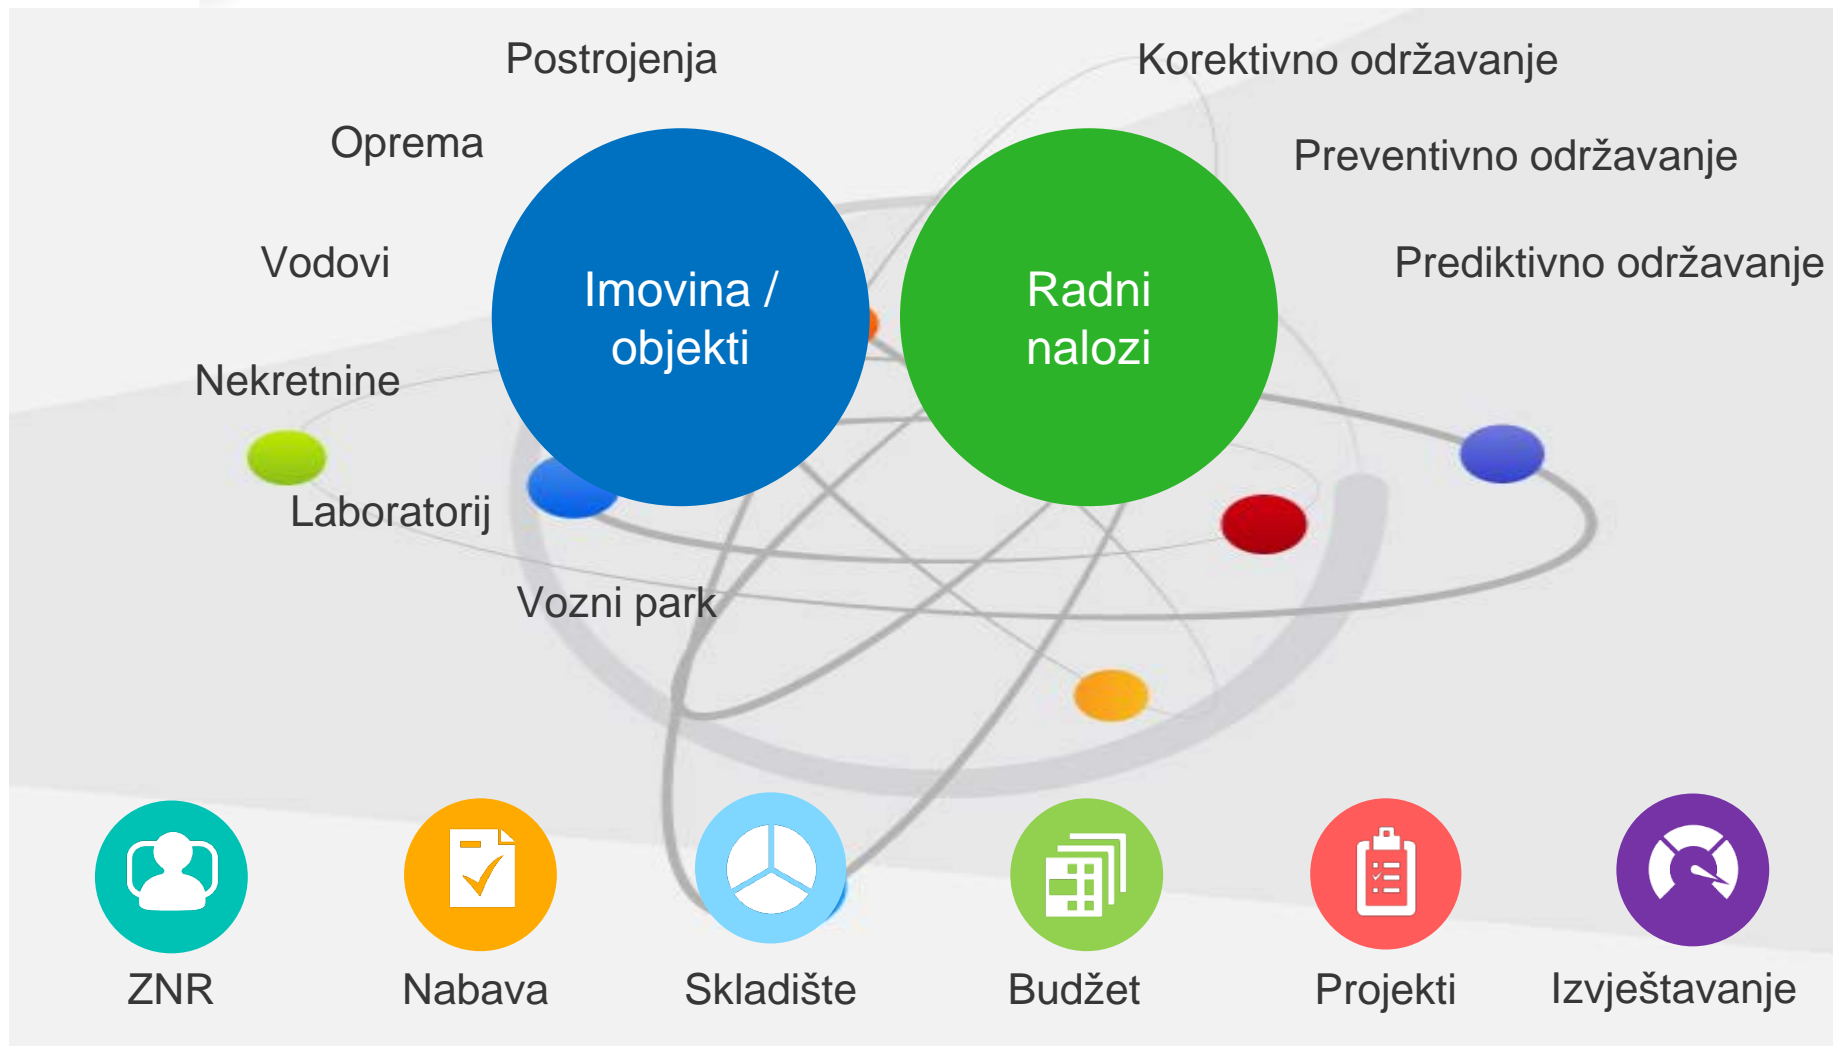 Postrojenja
Korektivno održavanje
Oprema
Preventivno održavanje
Vodovi
Prediktivno održavanje
Imovina /
objekti
Radni
nalozi
Nekretnine
Laboratorij
Vozni park
ZNR
Nabava
Skladište
Budžet
Projekti
Izvještavanje